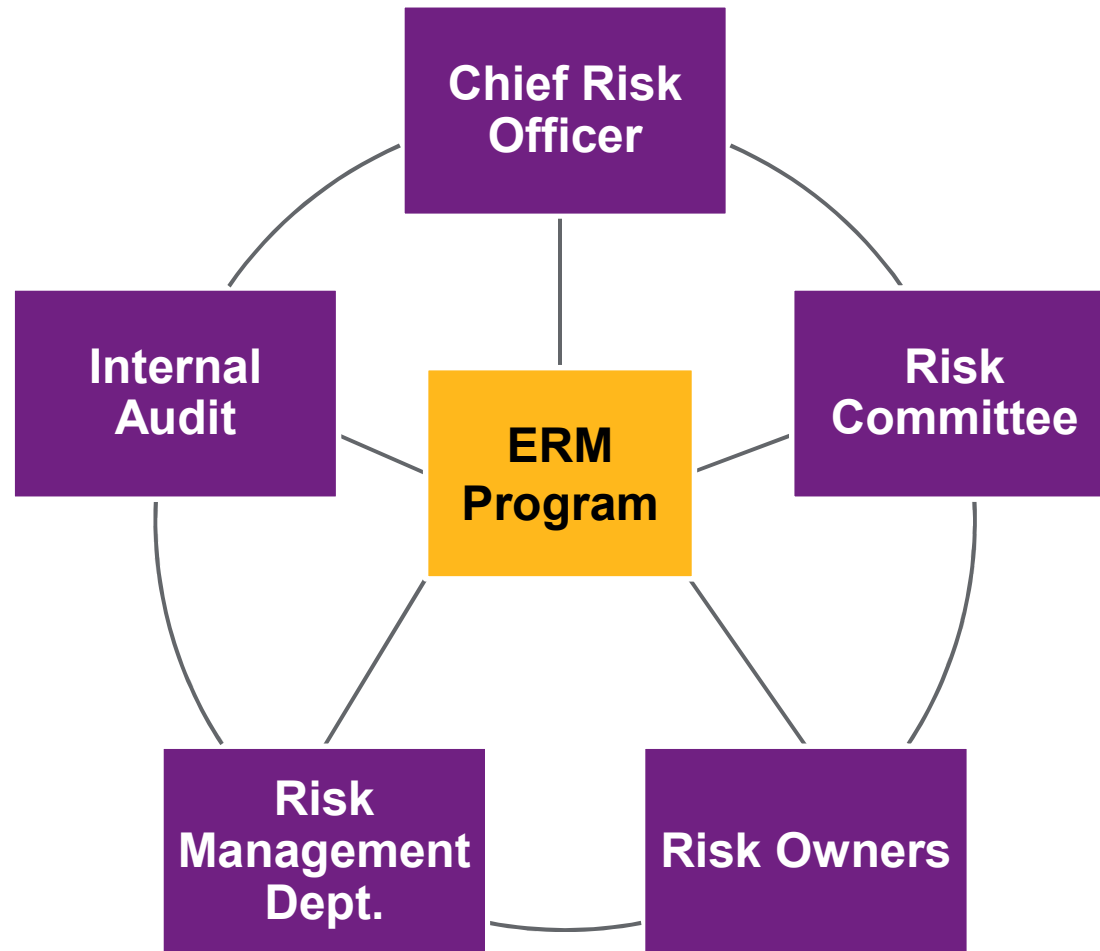 Chief Risk
Officer
Internal
Audit
Risk
Committee
ERM
Program
Risk
Management
Dept.
Risk Owners